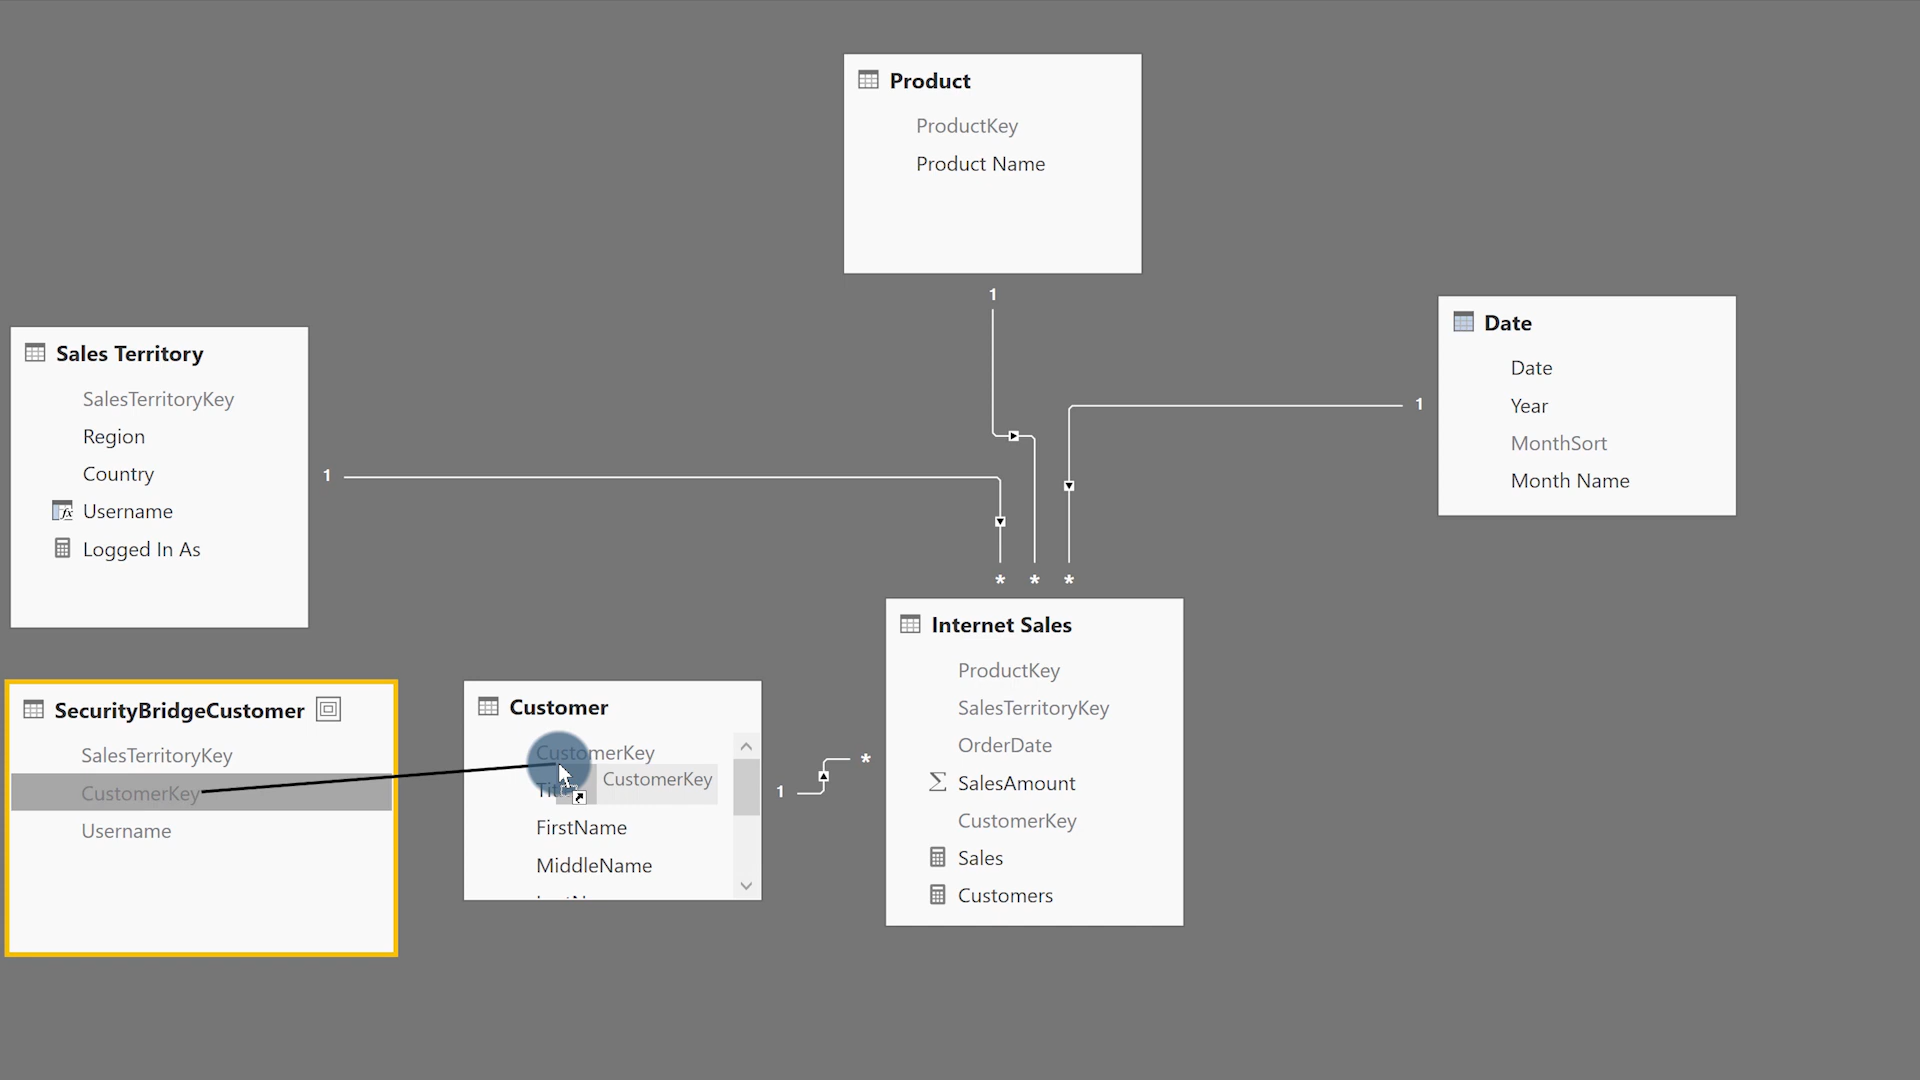 Product
ProductKey
Product Name
1
Date
Date
Year
MonthSort
Month Name
1
Sales Territory
SalesTerritoryKey
Region
Country
Username
Logged In As
1
* * *
Internet Sales
ProductKey
SalesTerritoryKey
OrderDate
Σ SalesAmount
CustomerKey
Sales
Customers
SecurityBridgeCustomer
SalesTerritoryKey
CustomerKey
Username
Customer
CustomerKey
CustomerKey
FirstName
MiddleName
1
*